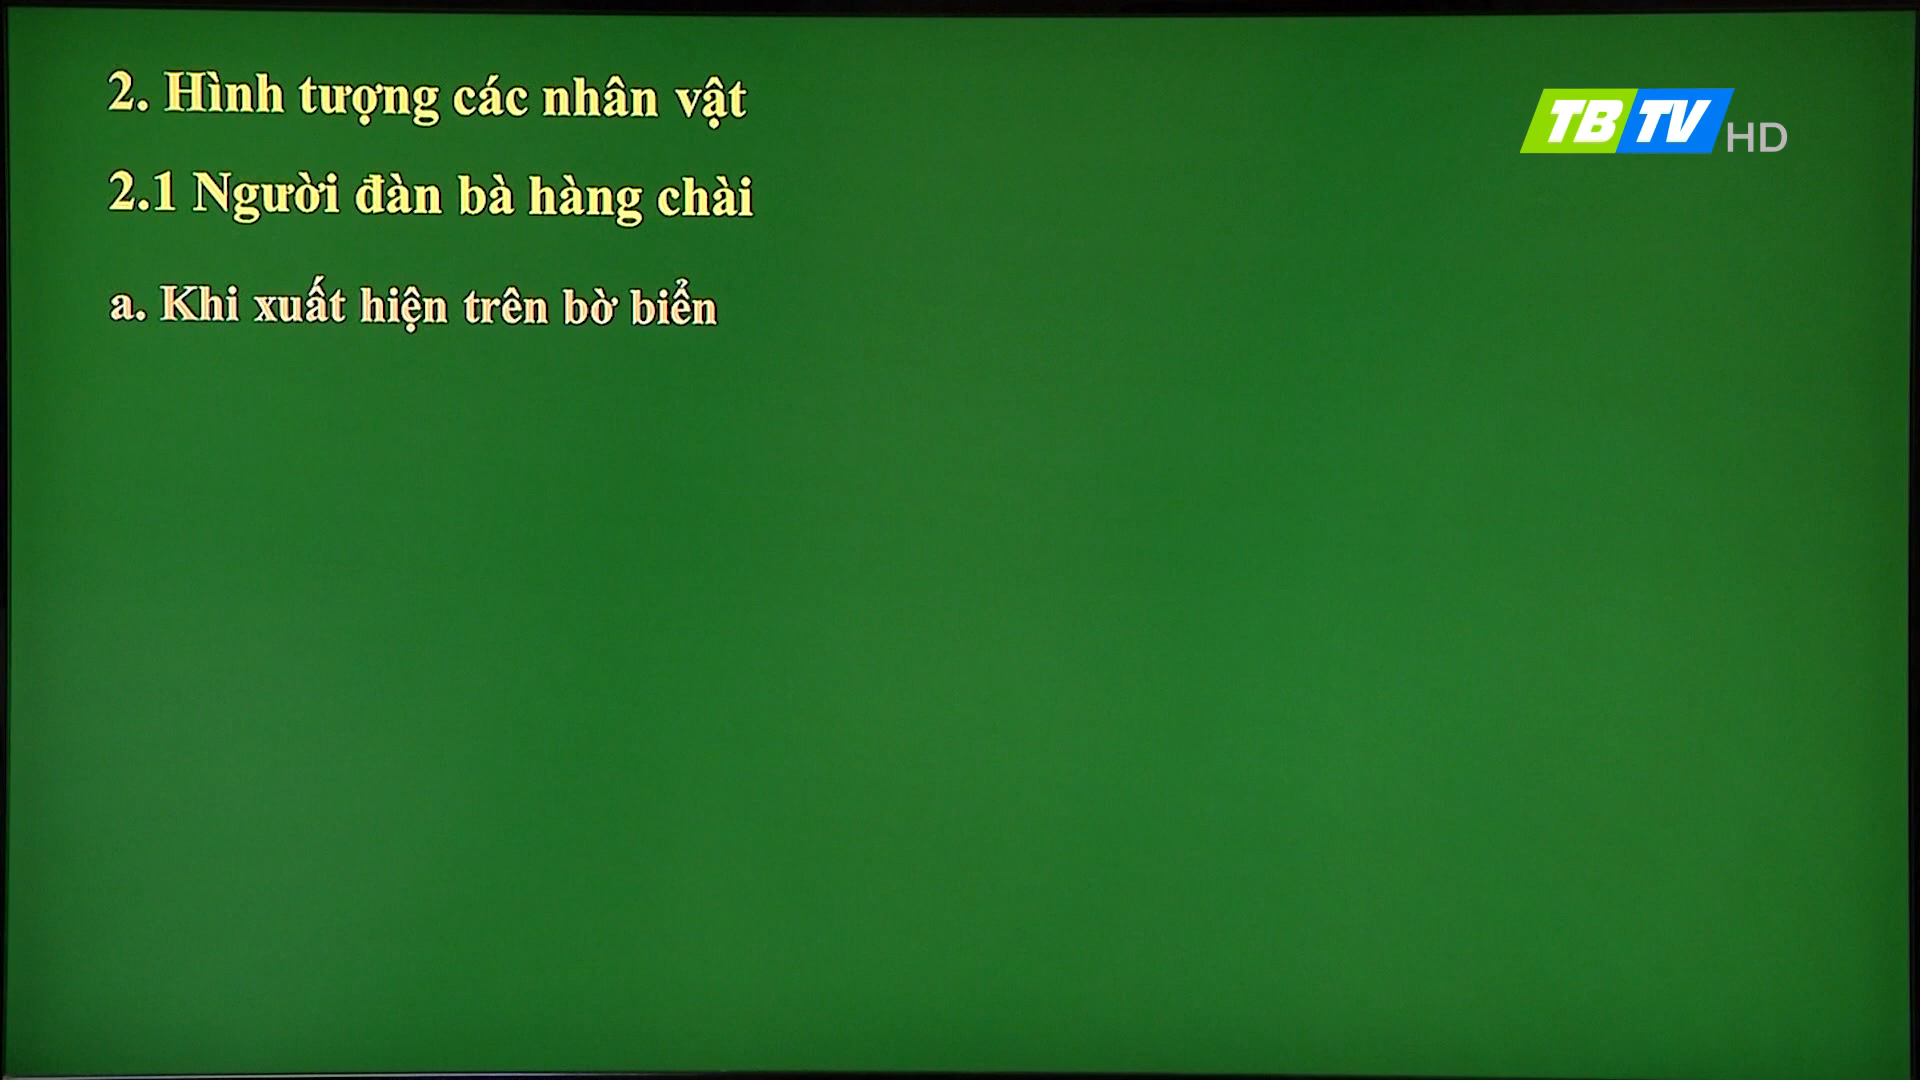 2. Hình tượng các nhân vật
TBTV HD
2.1 Người đàn bà hàng chài
a. Khi xuất hiện trên bờ biển